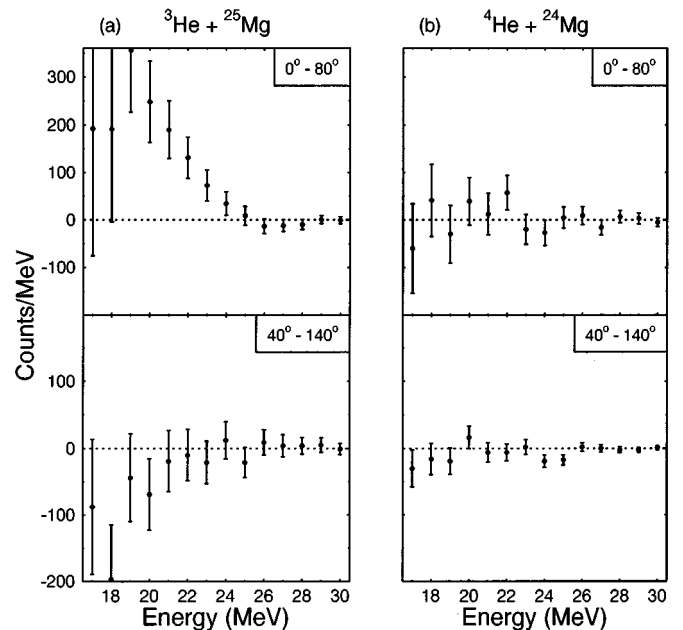 (a) ³He + ²⁵Mg
(b) ⁴He + ²⁴Mg
0° - 80°
0° - 80°
300
200
100
0
-100
40° - 140°
40° - 140°
100
0
-100
-200
Counts/MeV
18 20 22 24 26 28 30
18 20 22 24 26 28 30
Energy (MeV)
Energy (MeV)